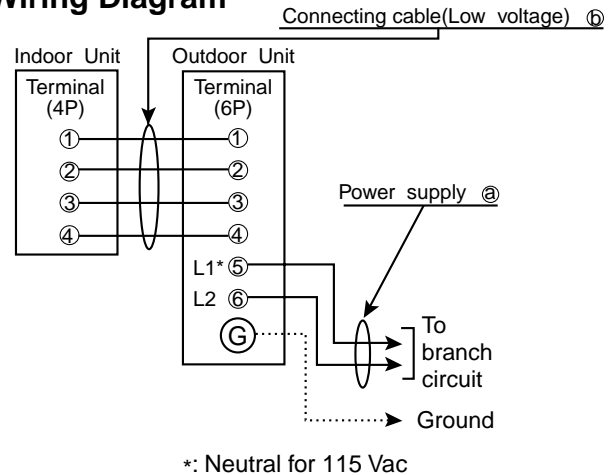 Wiring Diagram
Connecting cable(Low voltage) ⓑ
Indoor Unit
Outdoor Unit
Terminal
(4P)
Terminal
(6P)
① ①
② ②
③ ③
④ ④
L1* ⑤
L2 ⑥
G
Power supply ⓐ
To
branch
circuit
Ground
*: Neutral for 115 Vac